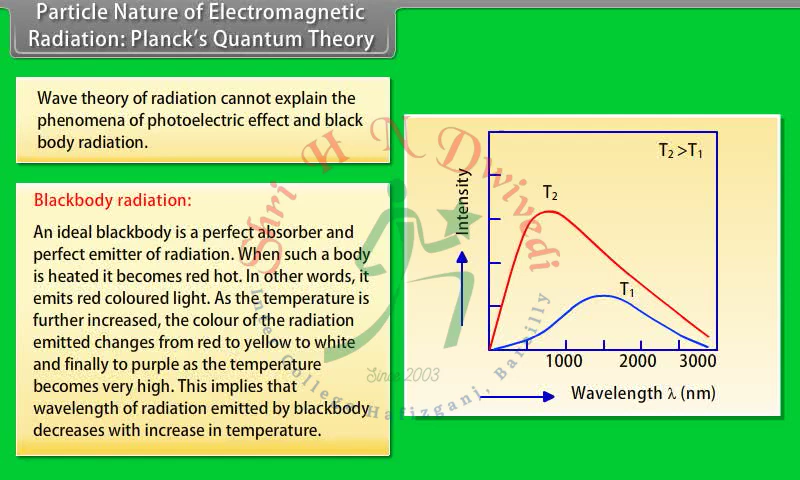 Particle Nature of Electromagnetic
Radiation: Planck's Quantum Theory
Wave theory of radiation cannot explain the
phenomena of photoelectric effect and black
body radiation.
Blackbody radiation:
An ideal blackbody is a perfect absorber and
perfect emitter of radiation. When such a body
is heated it becomes red hot. In other words, it
emits red coloured light. As the temperature is
further increased, the colour of the radiation
emitted changes from red to yellow to white
and finally to purple as the temperature
becomes very high. This implies that
wavelength of radiation emitted by blackbody
decreases with increase in temperature.
T2 >T1
T2
T1
Intensity
1000 2000 3000
Wavelength λ (nm)
Shri H N Dwivedi
Inter College Hafizganj, Bareilly
Since 2003